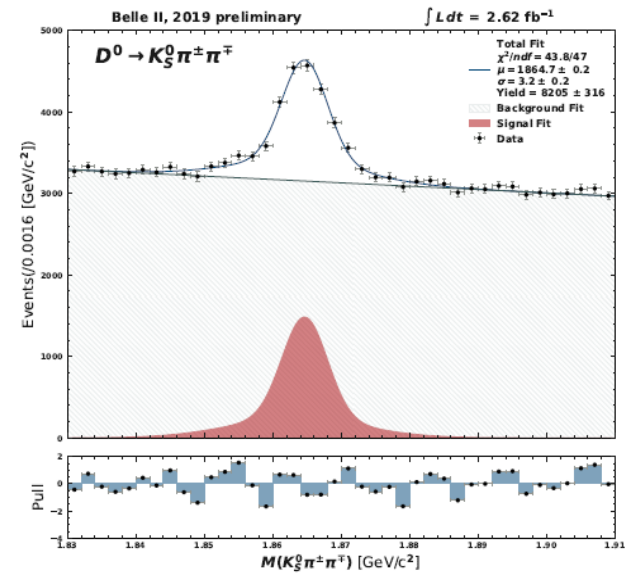 Belle II, 2019 preliminary
∫ L dt = 2.62 fb⁻¹
D⁰ → K_S⁰ π± π∓
Total Fit
χ²/ndf = 43.8/47
μ = 1864.7 ± 0.2
σ = 3.2 ± 0.2
Yield = 8205 ± 316
Background Fit
Signal Fit
Data
Events(/0.0016 [GeV/c²]
5000
4000
3000
2000
1000
0
Pull
2
0
−2
−4
1.83 1.84 1.85 1.86 1.87 1.88 1.89 1.90 1.91
M(K_S⁰ π± π∓) [GeV/c²]